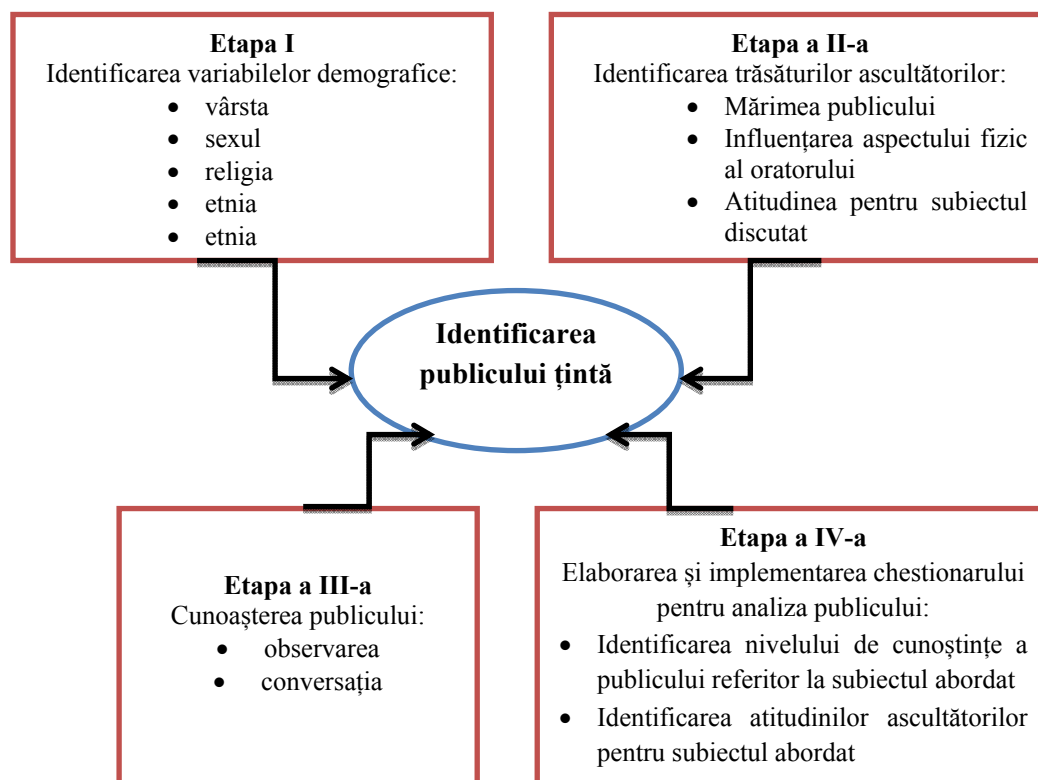 Etapa I
Identificarea variabilelor demografice:
• vârsta
• sexul
• religia
• etnia
• etnia
Etapa a II-a
Identificarea trăsăturilor ascultătorilor:
• Mărimea publicului
• Influențarea aspectului fizic
al oratorului
• Atitudinea pentru subiectul
discutat
Identificarea
publicului țintă
Etapa a III-a
Cunoașterea publicului:
• observarea
• conversația
Etapa a IV-a
Elaborarea și implementarea chestionarului
pentru analiza publicului:
• Identificarea nivelului de cunoștințe a
publicului referitor la subiectul abordat
• Identificarea atitudinilor ascultătorilor
pentru subiectul abordat